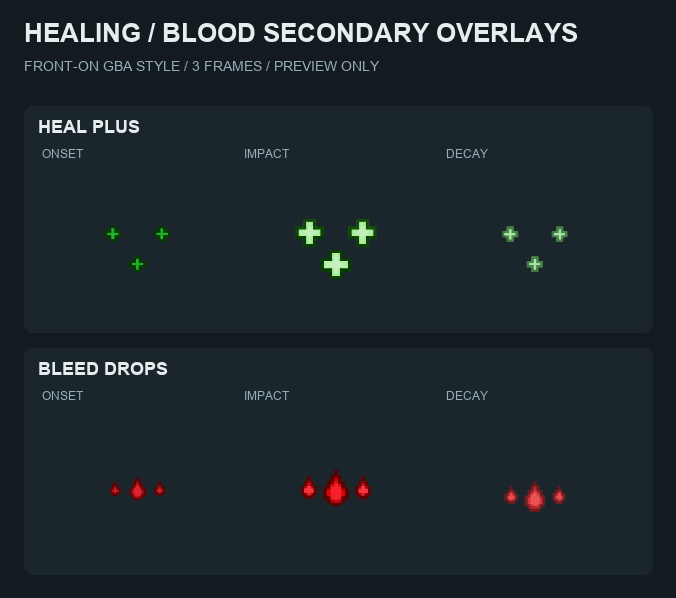 HEALING / BLOOD SECONDARY OVERLAYS
FRONT-ON GBA STYLE / 3 FRAMES / PREVIEW ONLY
HEAL PLUS
ONSET IMPACT DECAY
BLEED DROPS
ONSET IMPACT DECAY